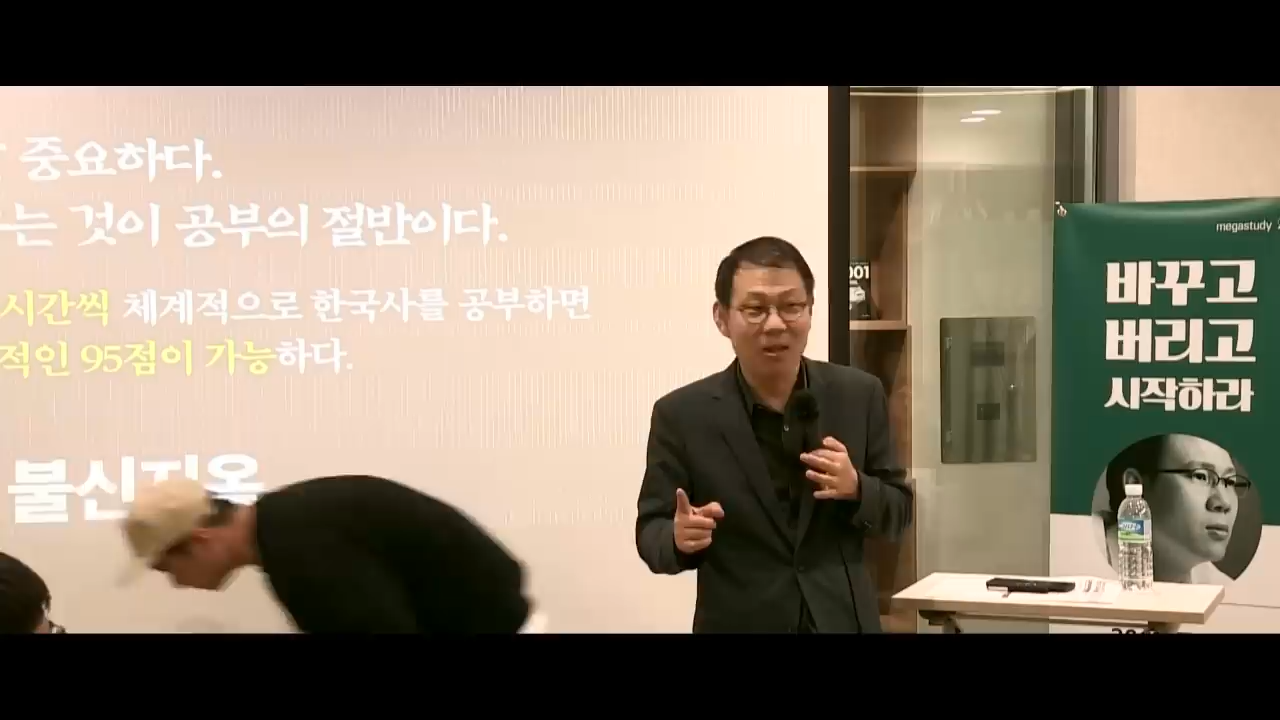 중요하다.
는 것이 공부의 절반이다.
시간씩 체계적으로 한국사를 공부하면
적인 95점이 가능하다.
불신지옥
001
megastudy
바꾸고
버리고
시작하라